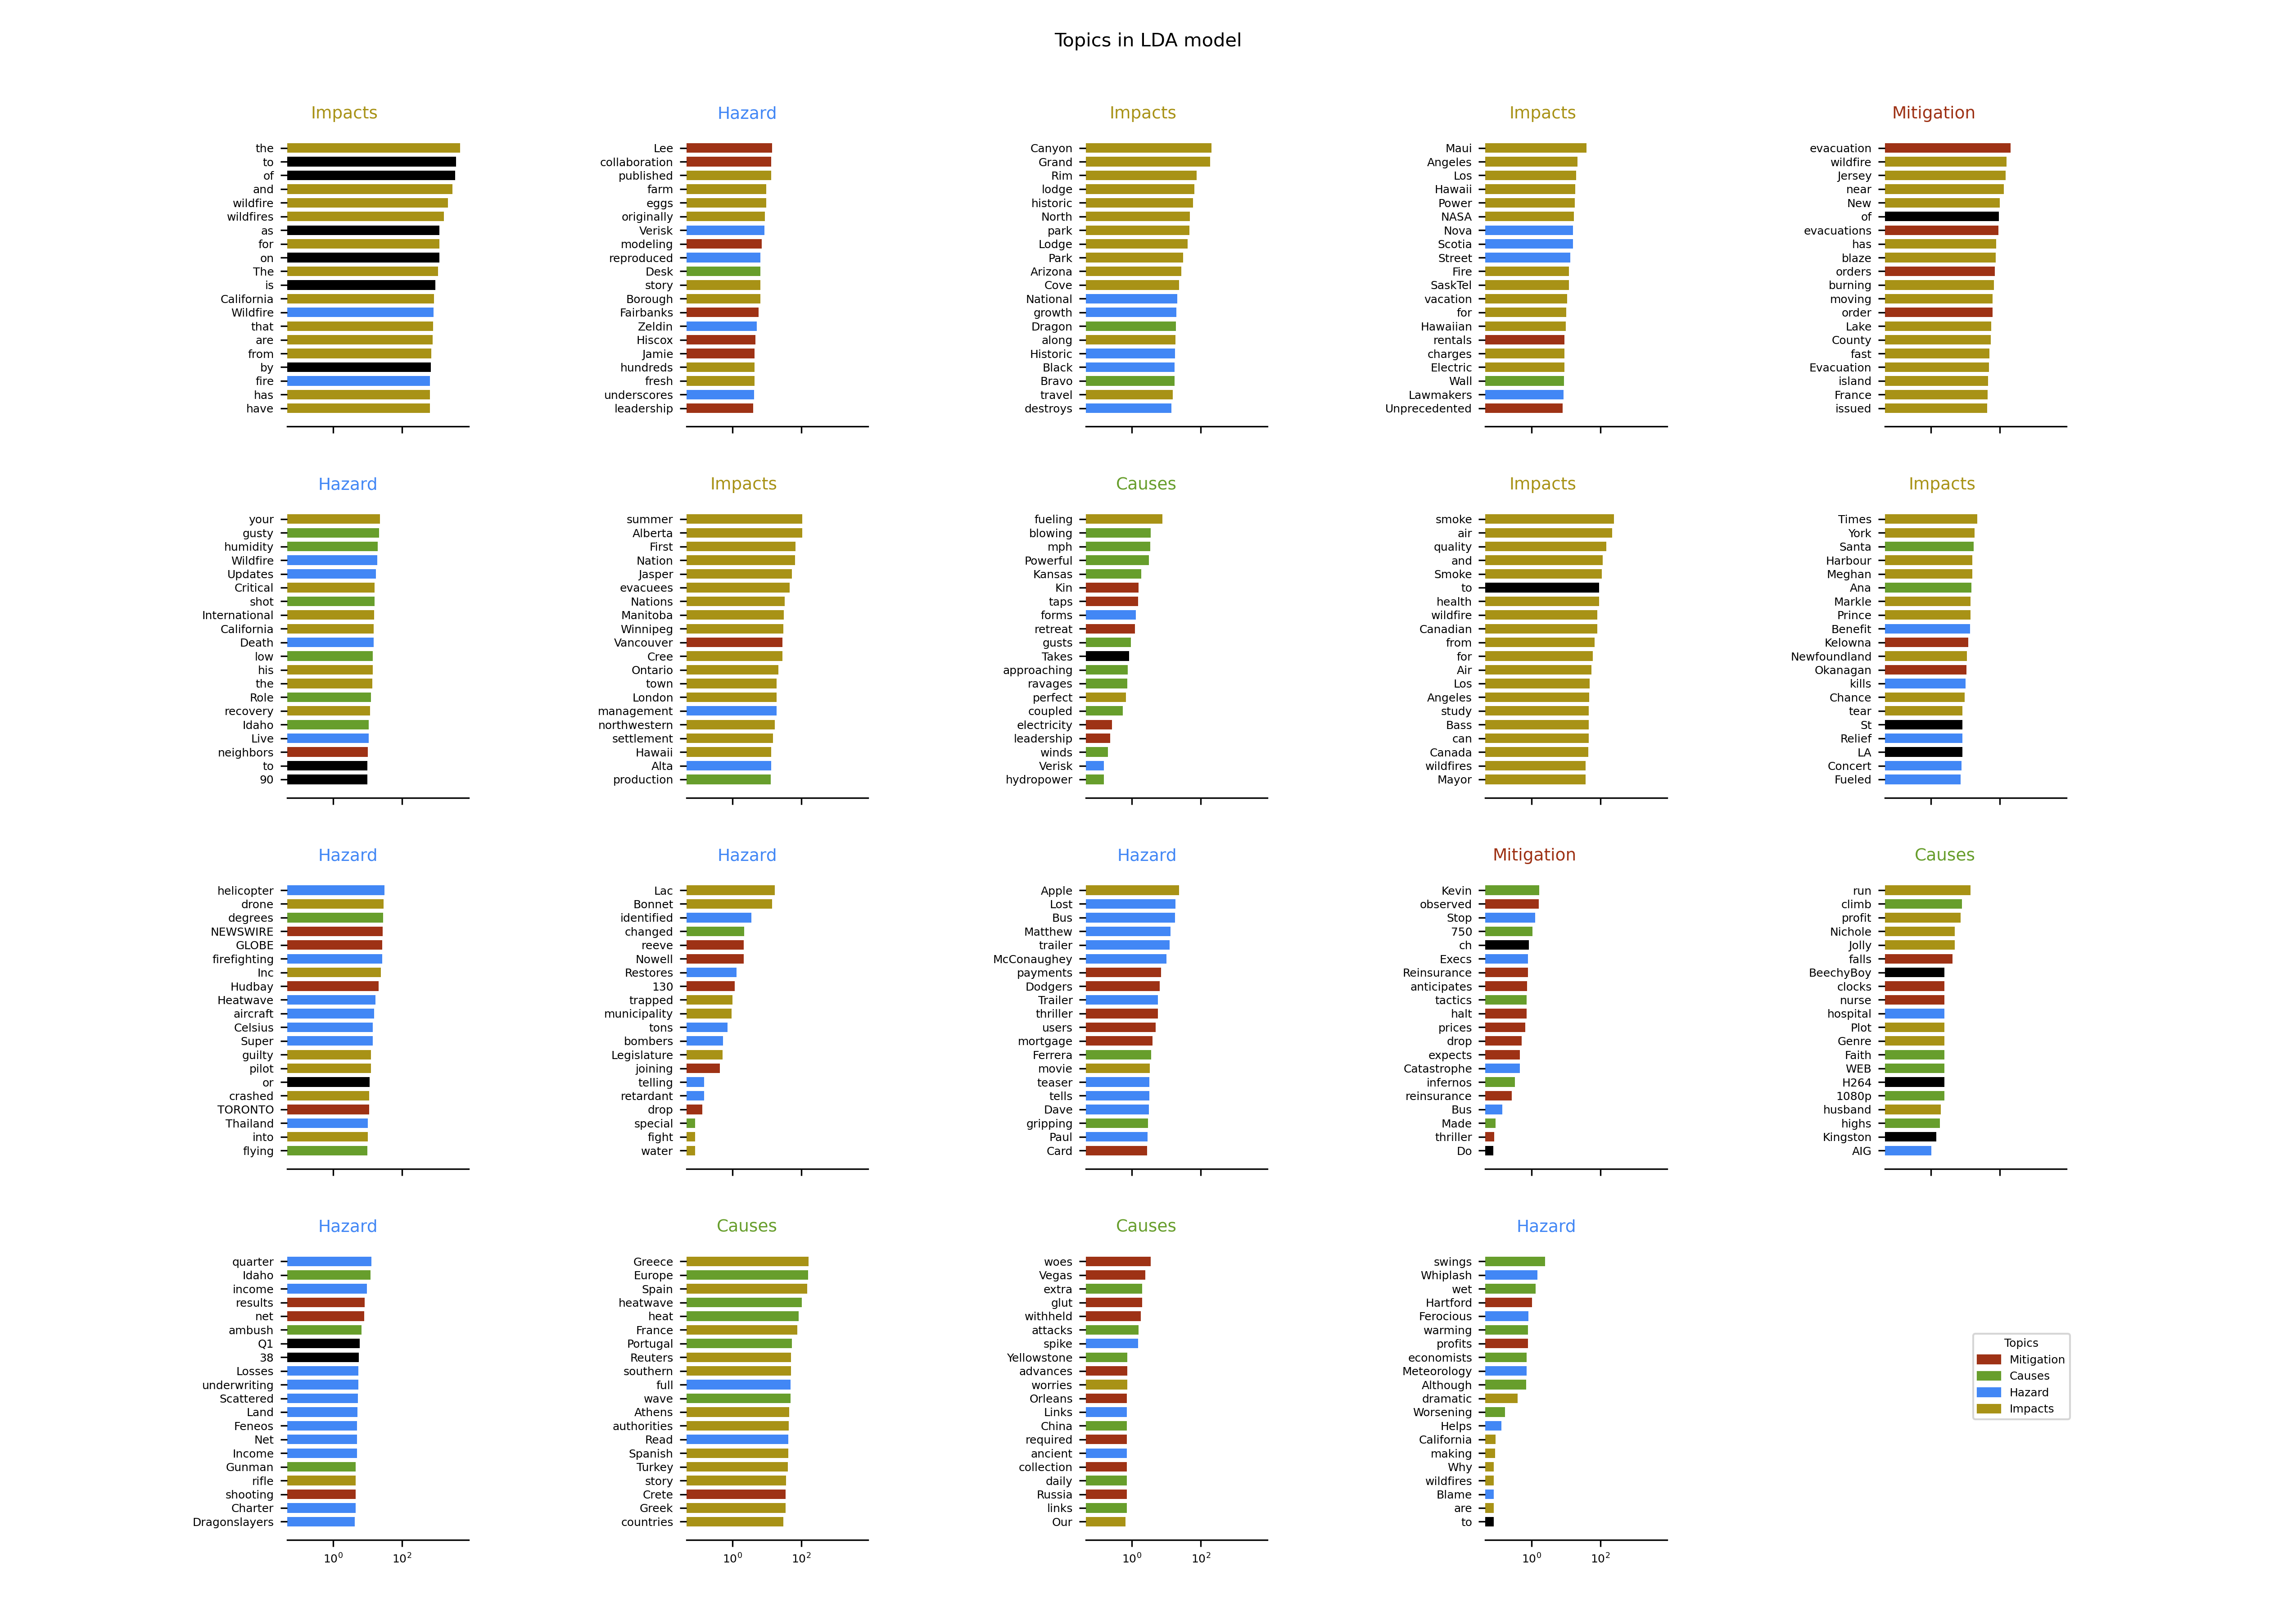 Topics in LDA model
Impacts
the
to
of
and
wildfire
wildfires
as
for
on
The
is
California
Wildfire
that
are
from
by
fire
has
have
Hazard
Lee
collaboration
published
farm
eggs
originally
Verisk
modeling
reproduced
Desk
story
Borough
Fairbanks
Zeldin
Hiscox
Jamie
hundreds
fresh
underscores
leadership
Impacts
Canyon
Grand
Rim
lodge
historic
North
park
Lodge
Park
Arizona
Cove
National
growth
Dragon
along
Historic
Black
Bravo
travel
destroys
Impacts
Maui
Angeles
Los
Hawaii
Power
NASA
Nova
Scotia
Street
Fire
SaskTel
vacation
for
Hawaiian
rentals
charges
Electric
Wall
Lawmakers
Unprecedented
Mitigation
evacuation
wildfire
Jersey
near
New
of
evacuations
has
blaze
orders
burning
moving
order
Lake
County
fast
Evacuation
island
France
issued
Hazard
your
gusty
humidity
Wildfire
Updates
Critical
shot
International
California
Death
low
his
the
Role
recovery
Idaho
Live
neighbors
to
90
Impacts
summer
Alberta
First
Nation
Jasper
evacuees
Nations
Manitoba
Winnipeg
Vancouver
Cree
Ontario
town
London
management
northwestern
settlement
Hawaii
Alta
production
Causes
fueling
blowing
mph
Powerful
Kansas
Kin
taps
forms
retreat
gusts
Takes
approaching
ravages
perfect
coupled
electricity
leadership
winds
Verisk
hydropower
Impacts
smoke
air
quality
and
Smoke
to
health
wildfire
Canadian
from
for
Air
Los
Angeles
study
Bass
can
Canada
wildfires
Mayor
Impacts
Times
York
Santa
Harbour
Meghan
Ana
Markle
Prince
Benefit
Kelowna
Newfoundland
Okanagan
kills
Chance
tear
St
Relief
LA
Concert
Fueled
Hazard
helicopter
drone
degrees
NEWSWIRE
GLOBE
firefighting
Inc
Hudbay
Heatwave
aircraft
Celsius
Super
guilty
pilot
or
crashed
TORONTO
Thailand
into
flying
Hazard
Lac
Bonnet
identified
changed
reeve
Nowell
Restores
130
trapped
municipality
tons
bombers
Legislature
joining
telling
retardant
drop
special
fight
water
Hazard
Apple
Lost
Bus
Matthew
trailer
McConaughey
payments
Dodgers
Trailer
thriller
users
mortgage
Ferrera
movie
teaser
tells
Dave
gripping
Paul
Card
Mitigation
Kevin
observed
Stop
750
ch
Execs
Reinsurance
anticipates
tactics
halt
prices
drop
expects
Catastrophe
infernos
reinsurance
Bus
Made
thriller
Do
Causes
run
climb
profit
Nichole
Jolly
falls
BeechyBoy
clocks
nurse
hospital
Plot
Genre
Faith
WEB
H264
1080p
husband
highs
Kingston
AIG
Hazard
quarter
Idaho
income
results
net
ambush
Q1
38
Losses
underwriting
Scattered
Land
Feneos
Net
Income
Gunman
rifle
shooting
Charter
Dragonslayers
10⁰ 10²
Causes
Greece
Europe
Spain
heatwave
heat
France
Portugal
Reuters
southern
full
wave
Athens
authorities
Read
Spanish
Turkey
story
Crete
Greek
countries
10⁰ 10²
Causes
woes
Vegas
extra
glut
withheld
attacks
spike
Yellowstone
advances
worries
Orleans
Links
China
required
ancient
collection
daily
Russia
links
Our
10⁰ 10²
Hazard
swings
Whiplash
wet
Hartford
Ferocious
warming
profits
economists
Meteorology
Although
dramatic
Worsening
Helps
California
making
Why
wildfires
Blame
are
to
10⁰ 10²
Topics
Mitigation
Causes
Hazard
Impacts